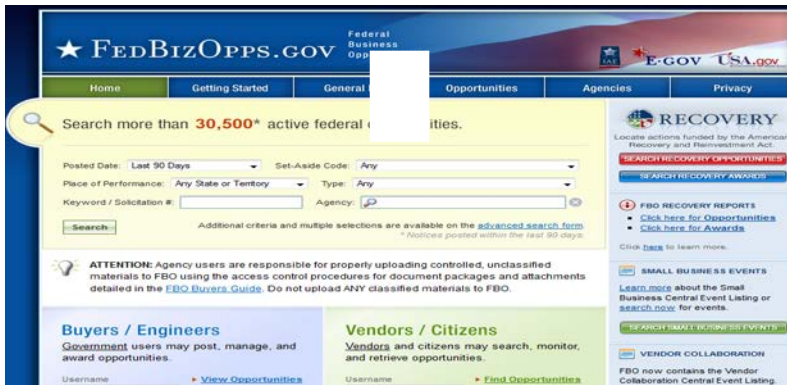 FEDBIZOPPS.GOV
Federal
Business
E-GOV USA.gov
Home Getting Started General Opportunities Agencies Privacy
Search more than 30,500* active federal
Posted Date: Last 90 Days Set-Aside Code: Any
Place of Performance: Any State or Territory Type: Any
Keyword / Solicitation #: Agency:
Search Additional criteria and multiple selections are available on the advanced search form.
* Notices posted within the last 90 days.
ATTENTION: Agency users are responsible for properly uploading controlled, unclassified
materials to FBO using the access control procedures for document packages and attachments
detailed in the FBO Buyers Guide. Do not upload ANY classified materials to FBO.
Buyers / Engineers
Government users may post, manage, and
award opportunities.
Username View Opportunities
Vendors / Citizens
Vendors and citizens may search, monitor,
and retrieve opportunities.
Username Find Opportunities
RECOVERY
Locate actions funded by the American
Recovery and Reinvestment Act.
SEARCH RECOVERY OPPORTUNITIES
SEARCH RECOVERY AWARDS
FBO RECOVERY REPORTS
Click here for Opportunities
Click here for Awards
Click here to learn more.
SMALL BUSINESS EVENTS
Learn more about the Small
Business Central Event Listing or
search now for events.
SEARCH SMALL BUSINESS EVENTS
VENDOR COLLABORATION
FBO now contains the Vendor
Collaboration Central Event Listing.